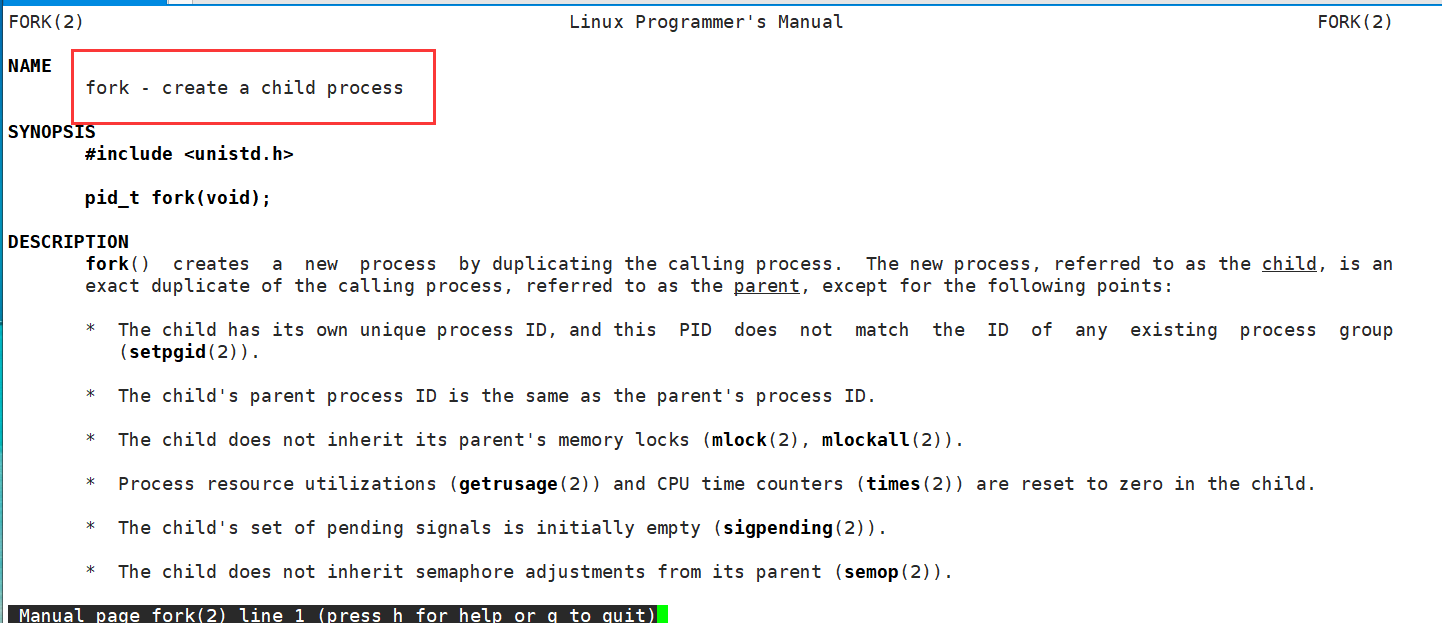 FORK(2) Linux Programmer's Manual FORK(2)
NAME
fork - create a child process
SYNOPSIS
#include <unistd.h>
pid_t fork(void);
DESCRIPTION
fork() creates a new process by duplicating the calling process. The new process, referred to as the child, is an
exact duplicate of the calling process, referred to as the parent, except for the following points:
* The child has its own unique process ID, and this PID does not match the ID of any existing process group
(setpgid(2)).
* The child's parent process ID is the same as the parent's process ID.
* The child does not inherit its parent's memory locks (mlock(2), mlockall(2)).
* Process resource utilizations (getrusage(2)) and CPU time counters (times(2)) are reset to zero in the child.
* The child's set of pending signals is initially empty (sigpending(2)).
* The child does not inherit semaphore adjustments from its parent (semop(2)).
Manual page fork(2) line 1 (press h for help or q to quit)